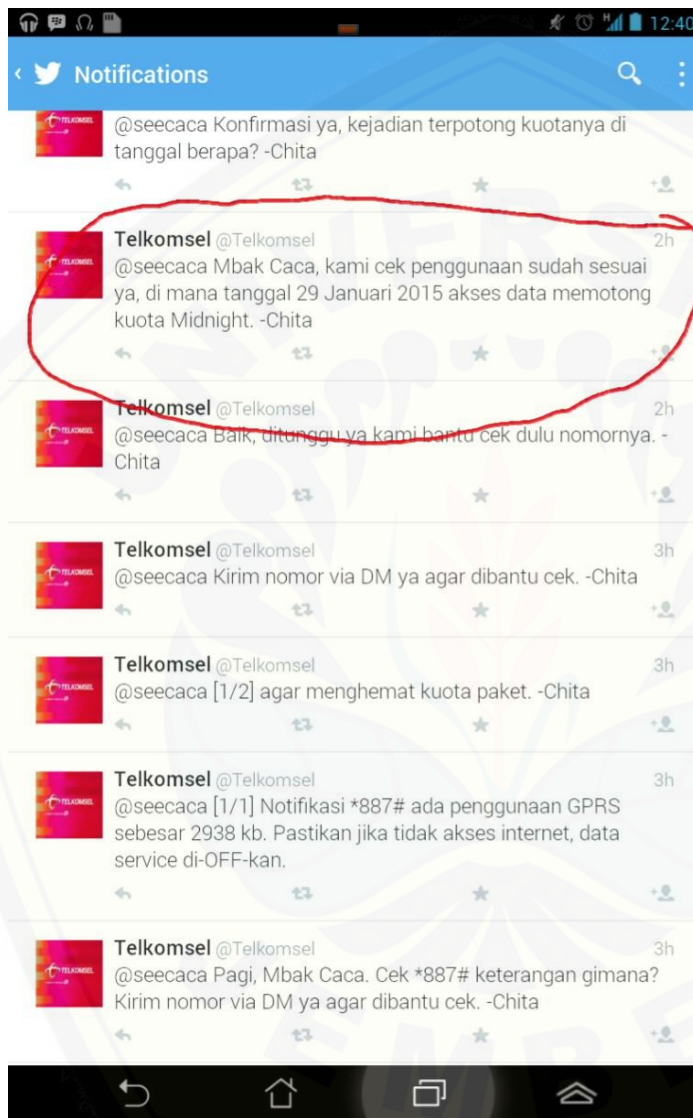 12:40
Notifications
@seecaca Konfirmasi ya, kejadian terpotong kuotanya di
tanggal berapa? -Chita
Telkomsel @Telkomsel 2h
@seecaca Mbak Caca, kami cek penggunaan sudah sesuai
ya, di mana tanggal 29 Januari 2015 akses data memotong
kuota Midnight. -Chita
Telkomsel @Telkomsel 2h
@seecaca Baik, ditunggu ya kami bantu cek dulu nomornya. -
Chita
Telkomsel @Telkomsel 3h
@seecaca Kirim nomor via DM ya agar dibantu cek. -Chita
Telkomsel @Telkomsel 3h
@seecaca [1/2] agar menghemat kuota paket. -Chita
Telkomsel @Telkomsel 3h
@seecaca [1/1] Notifikasi *887# ada penggunaan GPRS
sebesar 2938 kb. Pastikan jika tidak akses internet, data
service di-OFF-kan.
Telkomsel @Telkomsel 3h
@seecaca Pagi, Mbak Caca. Cek *887# keterangan gimana?
Kirim nomor via DM ya agar dibantu cek. -Chita